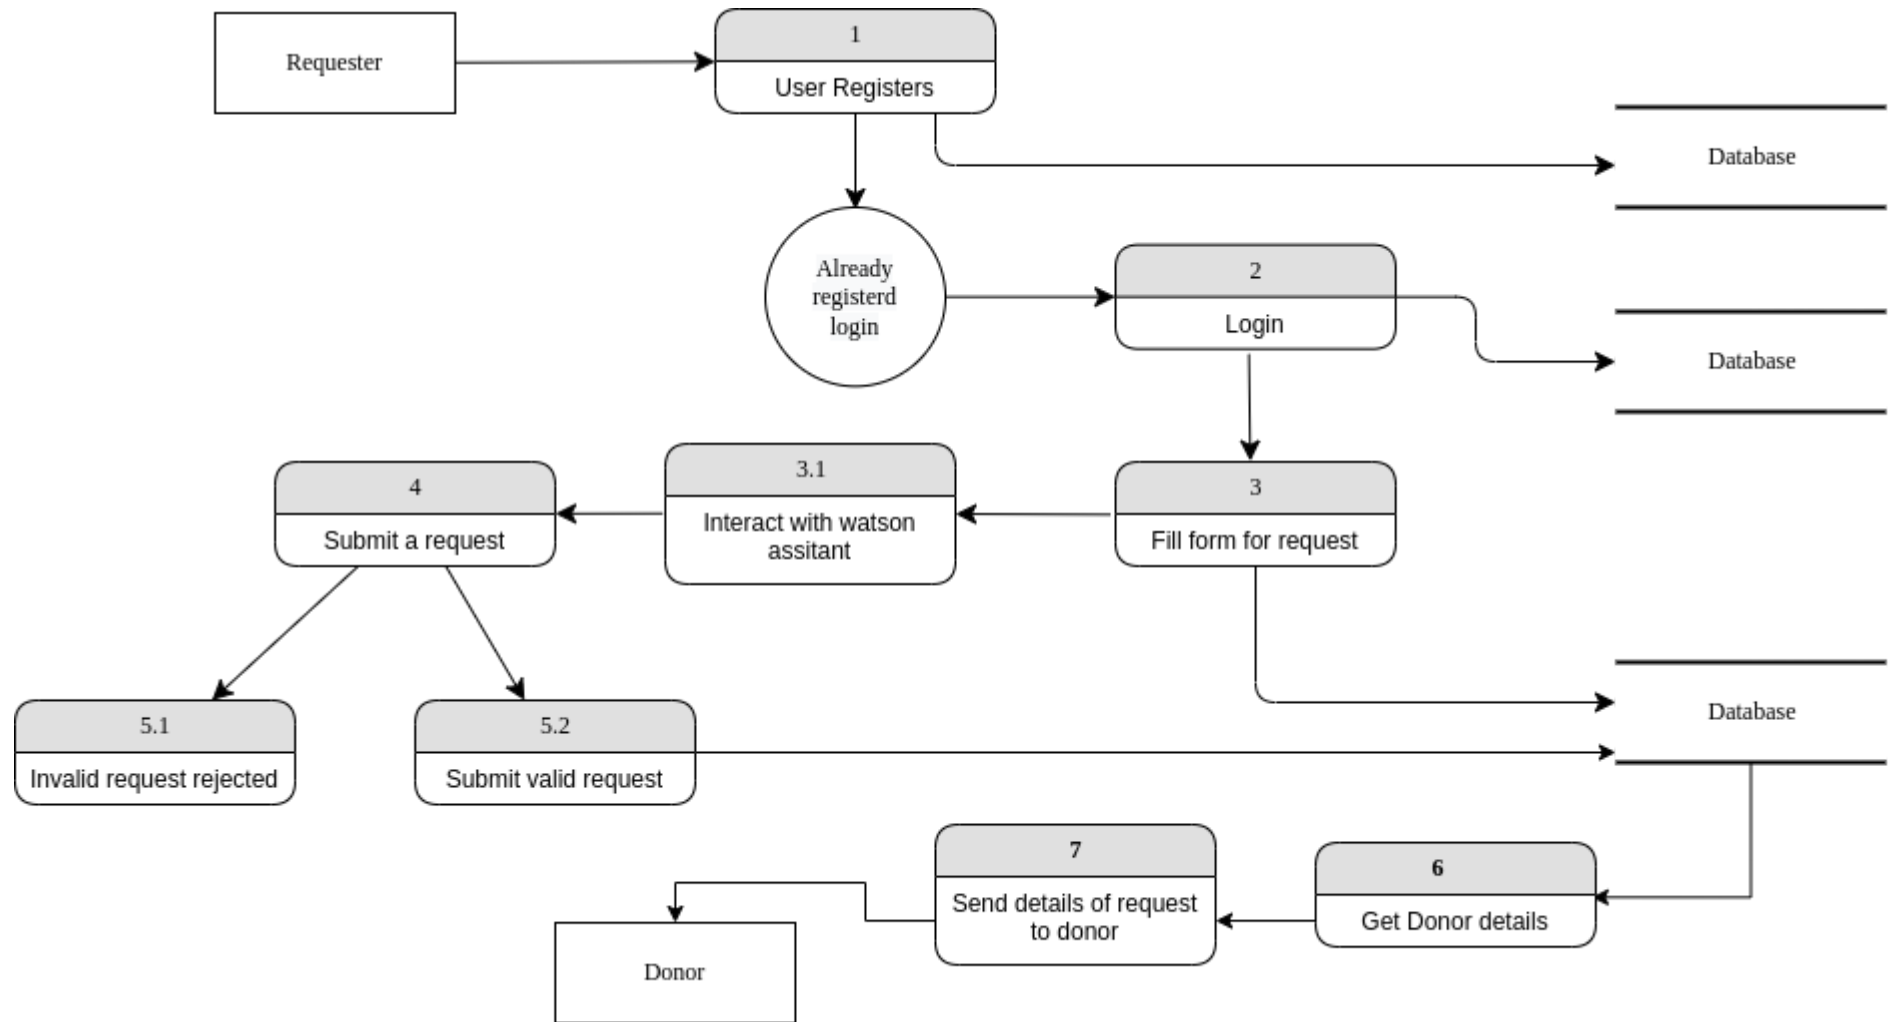 Requester
1
User Registers
Database
Already
registerd
login
2
Login
Database
4
Submit a request
3.1
Interact with watson
assitant
3
Fill form for request
5.1
Invalid request rejected
5.2
Submit valid request
Database
7
Send details of request
to donor
6
Get Donor details
Donor